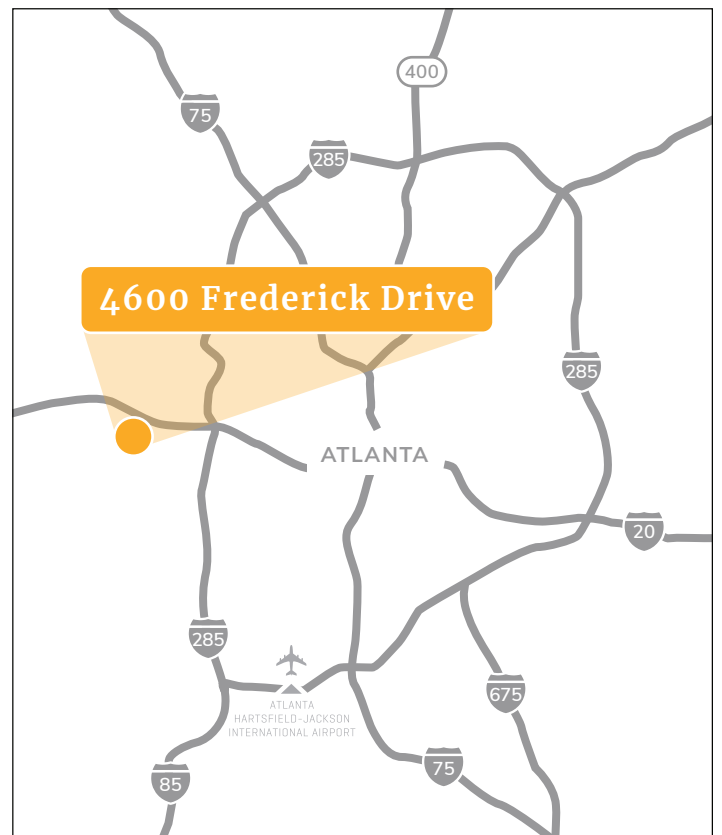 400
75
285
4600 Frederick Drive
285
ATLANTA
20
285
675
ATLANTA
HARTSFIELD-JACKSON
INTERNATIONAL AIRPORT
75
85